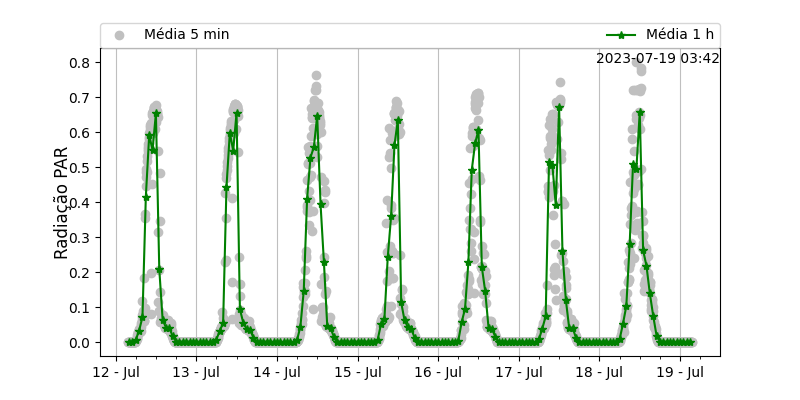 Média 5 min
Média 1 h
2023-07-19 03:42
Radiação PAR
0.8
0.7
0.6
0.5
0.4
0.3
0.2
0.1
0.0
12 - Jul
13 - Jul
14 - Jul
15 - Jul
16 - Jul
17 - Jul
18 - Jul
19 - Jul